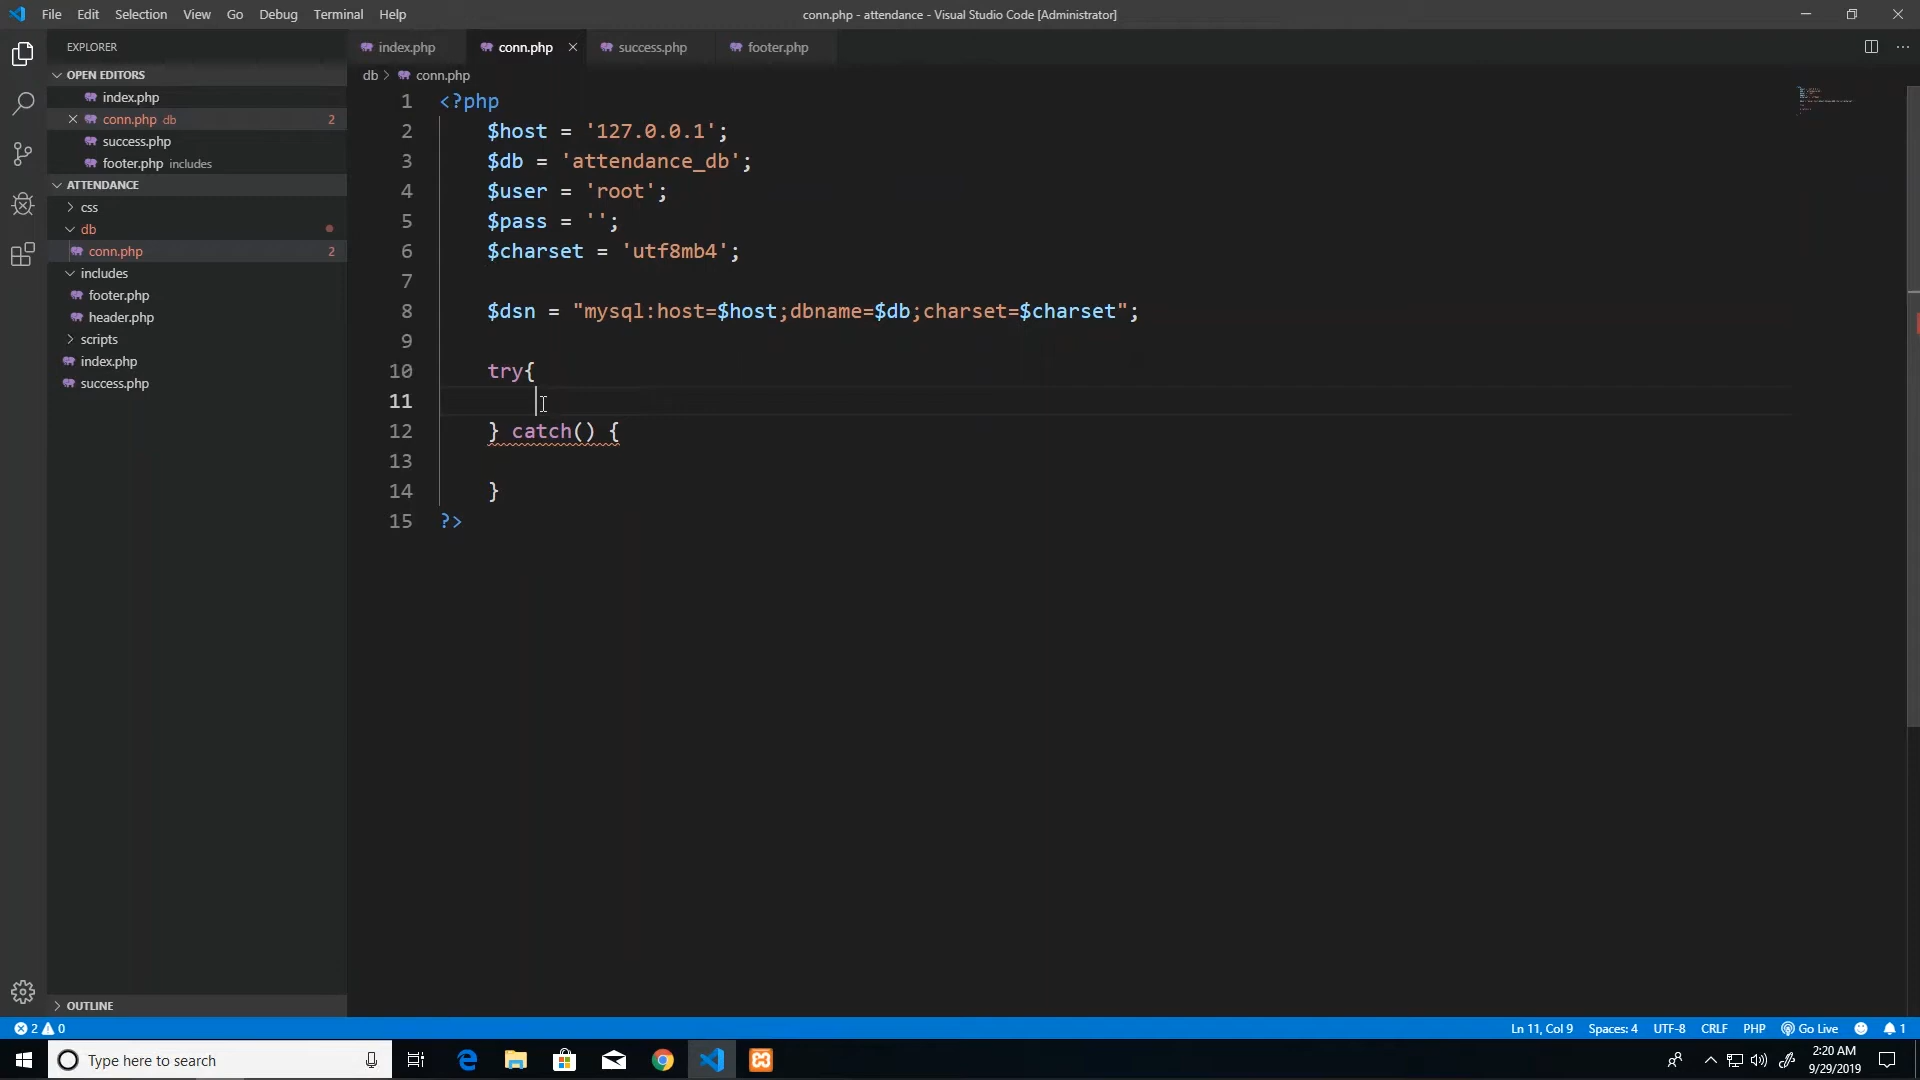 File Edit Selection View Go Debug Terminal Help
conn.php - attendance - Visual Studio Code [Administrator]
EXPLORER
OPEN EDITORS
index.php
conn.php db 2
success.php
footer.php includes
ATTENDANCE
css
db
conn.php 2
includes
footer.php
header.php
scripts
index.php
success.php
OUTLINE
index.php conn.php success.php footer.php
db > conn.php
1 <?php
2 $host = '127.0.0.1';
3 $db = 'attendance_db';
4 $user = 'root';
5 $pass = '';
6 $charset = 'utf8mb4';
7
8 $dsn = "mysql:host=$host;dbname=$db;charset=$charset";
9
10 try{
11
12 } catch() {
13
14 }
15 ?>
2 0 Ln 11, Col 9 Spaces: 4 UTF-8 CRLF PHP Go Live 1
Type here to search
2:20 AM
9/29/2019